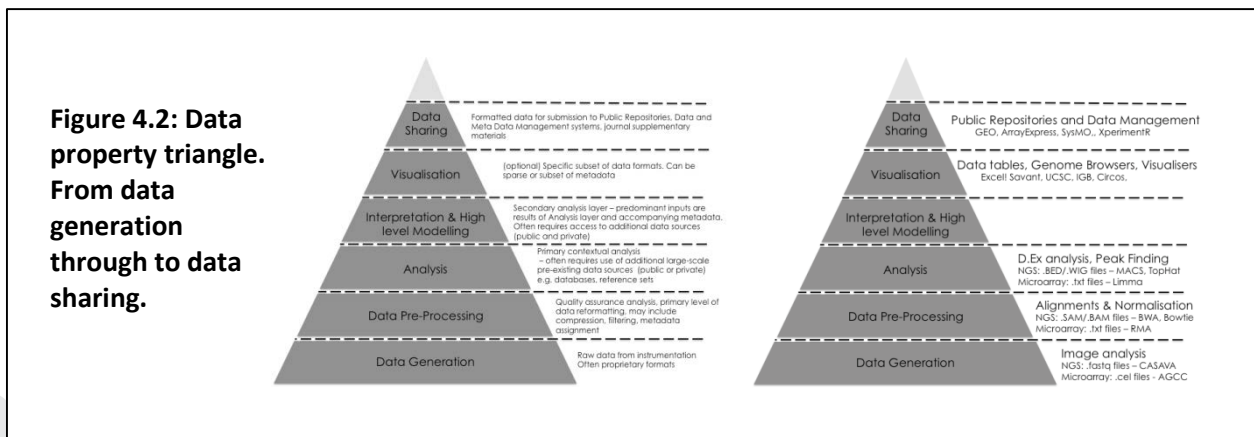 Figure 4.2: Data
property triangle.
From data
generation
through to data
sharing.
Data
Sharing
Formatted data for submission to Public Repositories, Data and
Meta Data Management systems, journal supplementary
materials
Visualisation
(optional) Specific subset of data formats. Can be
sparse or subset of metadata
Interpretation & High
level Modelling
Secondary analysis layer – predominant inputs are
results of Analysis layer and accompanying metadata.
Often requires access to additional data sources
(public and private)
Analysis
Primary contextual analysis
– often requires use of additional large-scale
pre-existing data sources (public or private)
e.g. databases, reference sets
Data Pre-Processing
Quality assurance analysis, primary level of
data reformatting, may include
compression, filtering, metadata
assignment
Data Generation
Raw data from instrumentation
Often proprietary formats
Data
Sharing
Public Repositories and Data Management
GEO, ArrayExpress, SysMO,, XperimentR
Visualisation
Data tables, Genome Browsers, Visualisers
Excel! Savant, UCSC, IGB, Circos.
Interpretation & High
level Modelling
Analysis
D.Ex analysis, Peak Finding
NGS: .BED/.WIG files – MACS, TopHat
Microarray: .txt files – Limma
Data Pre-Processing
Alignments & Normalisation
NGS: .SAM/.BAM files – BWA, Bowtie
Microarray: .txt files – RMA
Data Generation
Image analysis
NGS: .fastq files – CASAVA
Microarray: .cel files - AGCC